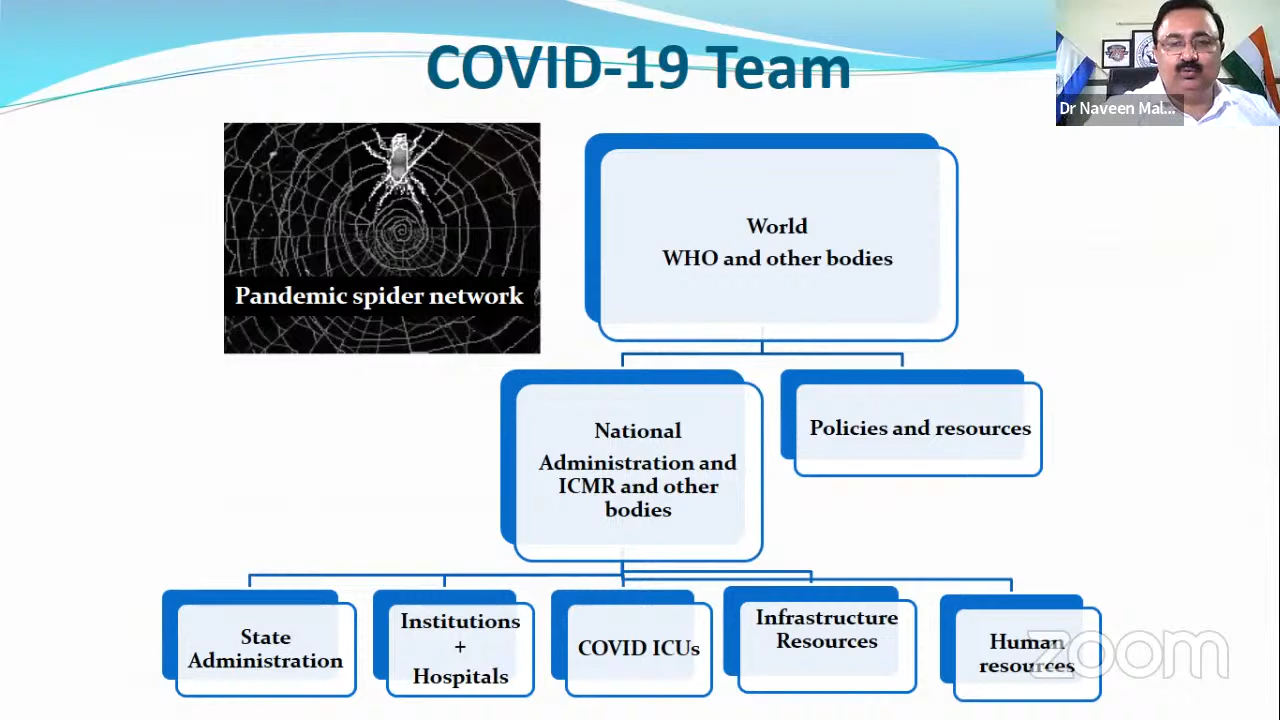 COVID-19 Team
Dr Naveen Mal...
Pandemic spider network
World
WHO and other bodies
National
Administration and
ICMR and other
bodies
Policies and resources
State
Administration
Institutions
+
Hospitals
COVID ICUs
Infrastructure
Resources
Human
resources
zoom